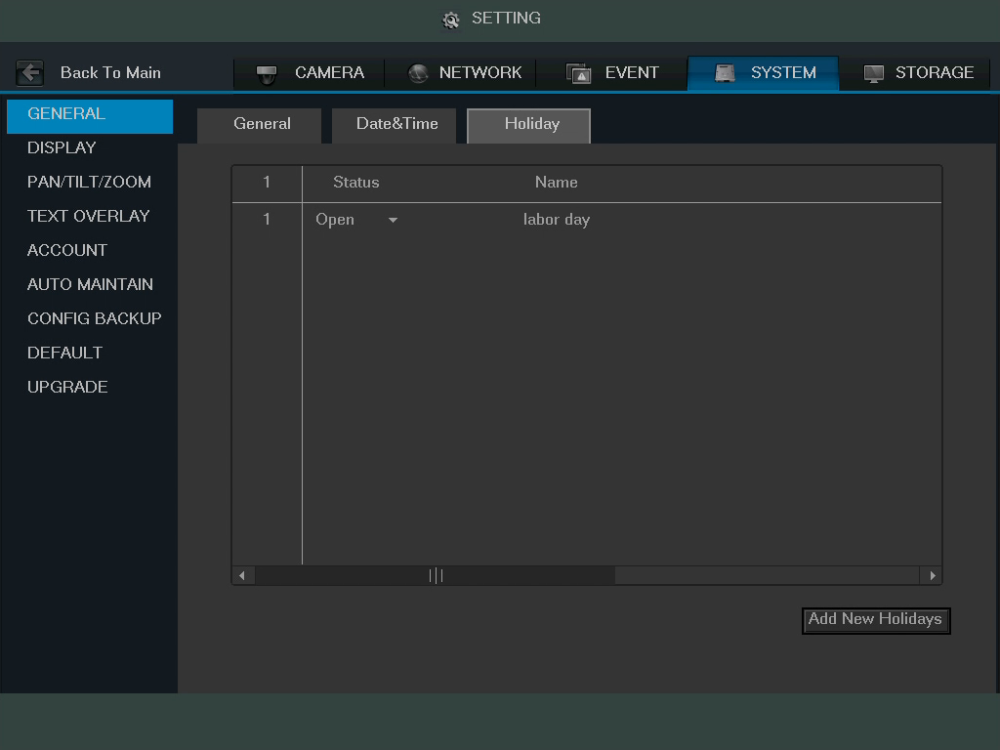 SETTING
Back To Main CAMERA NETWORK EVENT SYSTEM STORAGE
GENERAL
DISPLAY
PAN/TILT/ZOOM
TEXT OVERLAY
ACCOUNT
AUTO MAINTAIN
CONFIG BACKUP
DEFAULT
UPGRADE
General Date&Time Holiday
1 Status Name
1 Open labor day
Add New Holidays